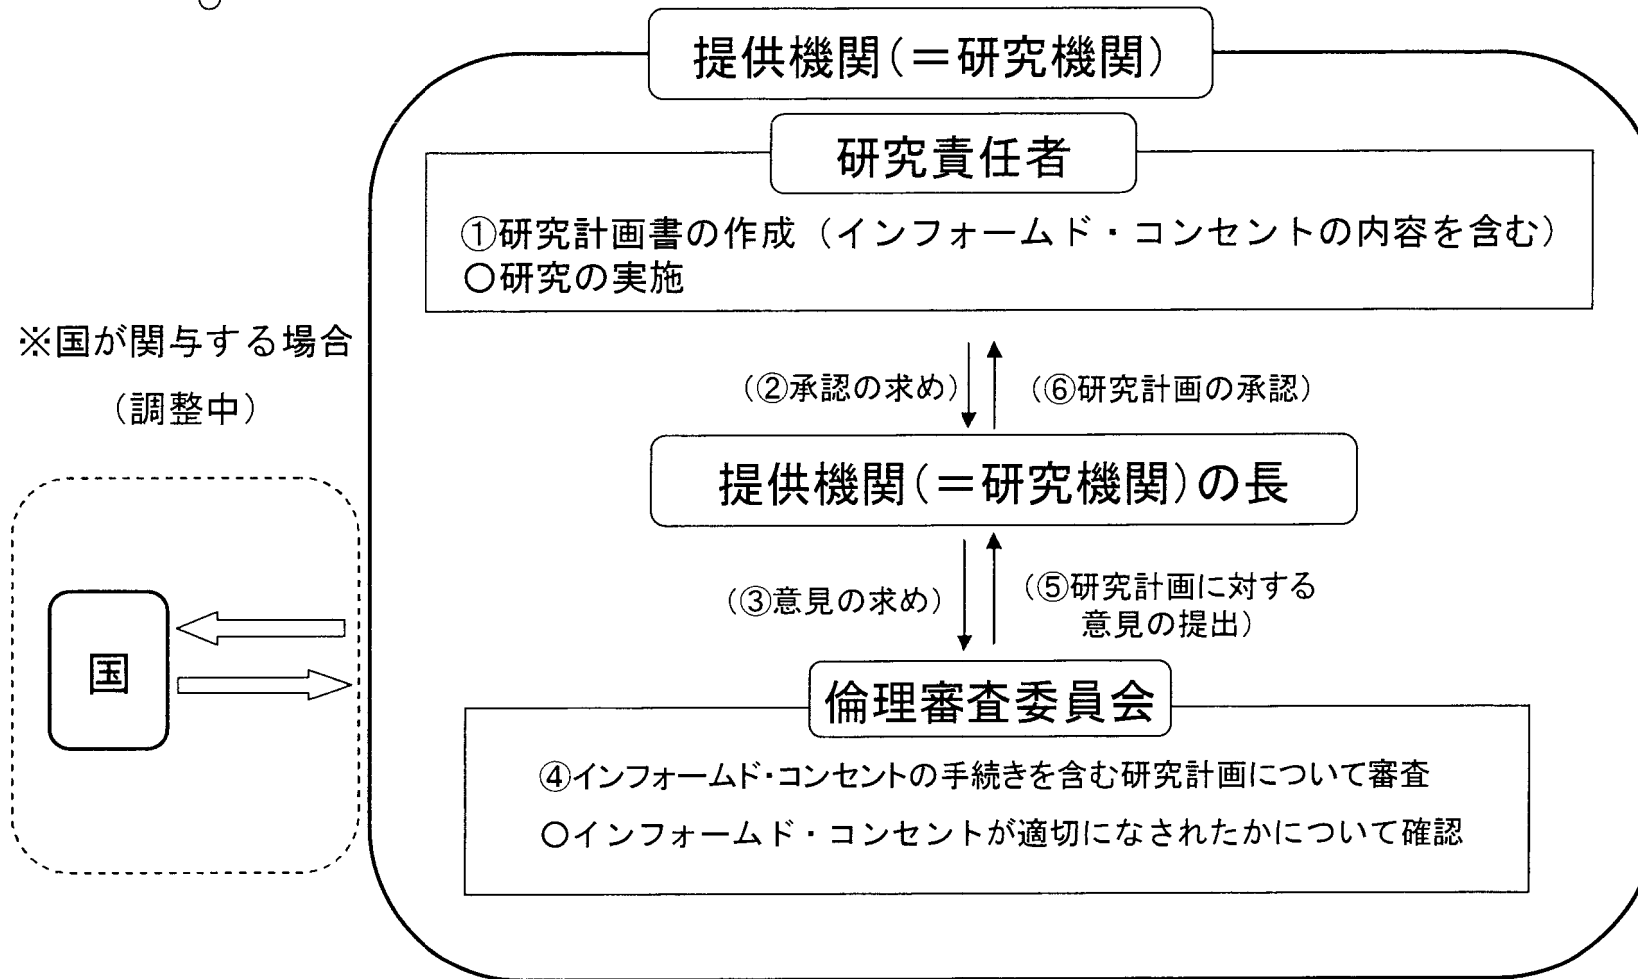 提供機関(＝研究機関)
研究責任者
①研究計画書の作成（インフォームド・コンセントの内容を含む）
○研究の実施
※国が関与する場合
（調整中）
（②承認の求め）
（⑥研究計画の承認）
提供機関(＝研究機関)の長
（③意見の求め）
（⑤研究計画に対する
意見の提出）
国
倫理審査委員会
④インフォームド・コンセントの手続きを含む研究計画について審査
○インフォームド・コンセントが適切になされたかについて確認